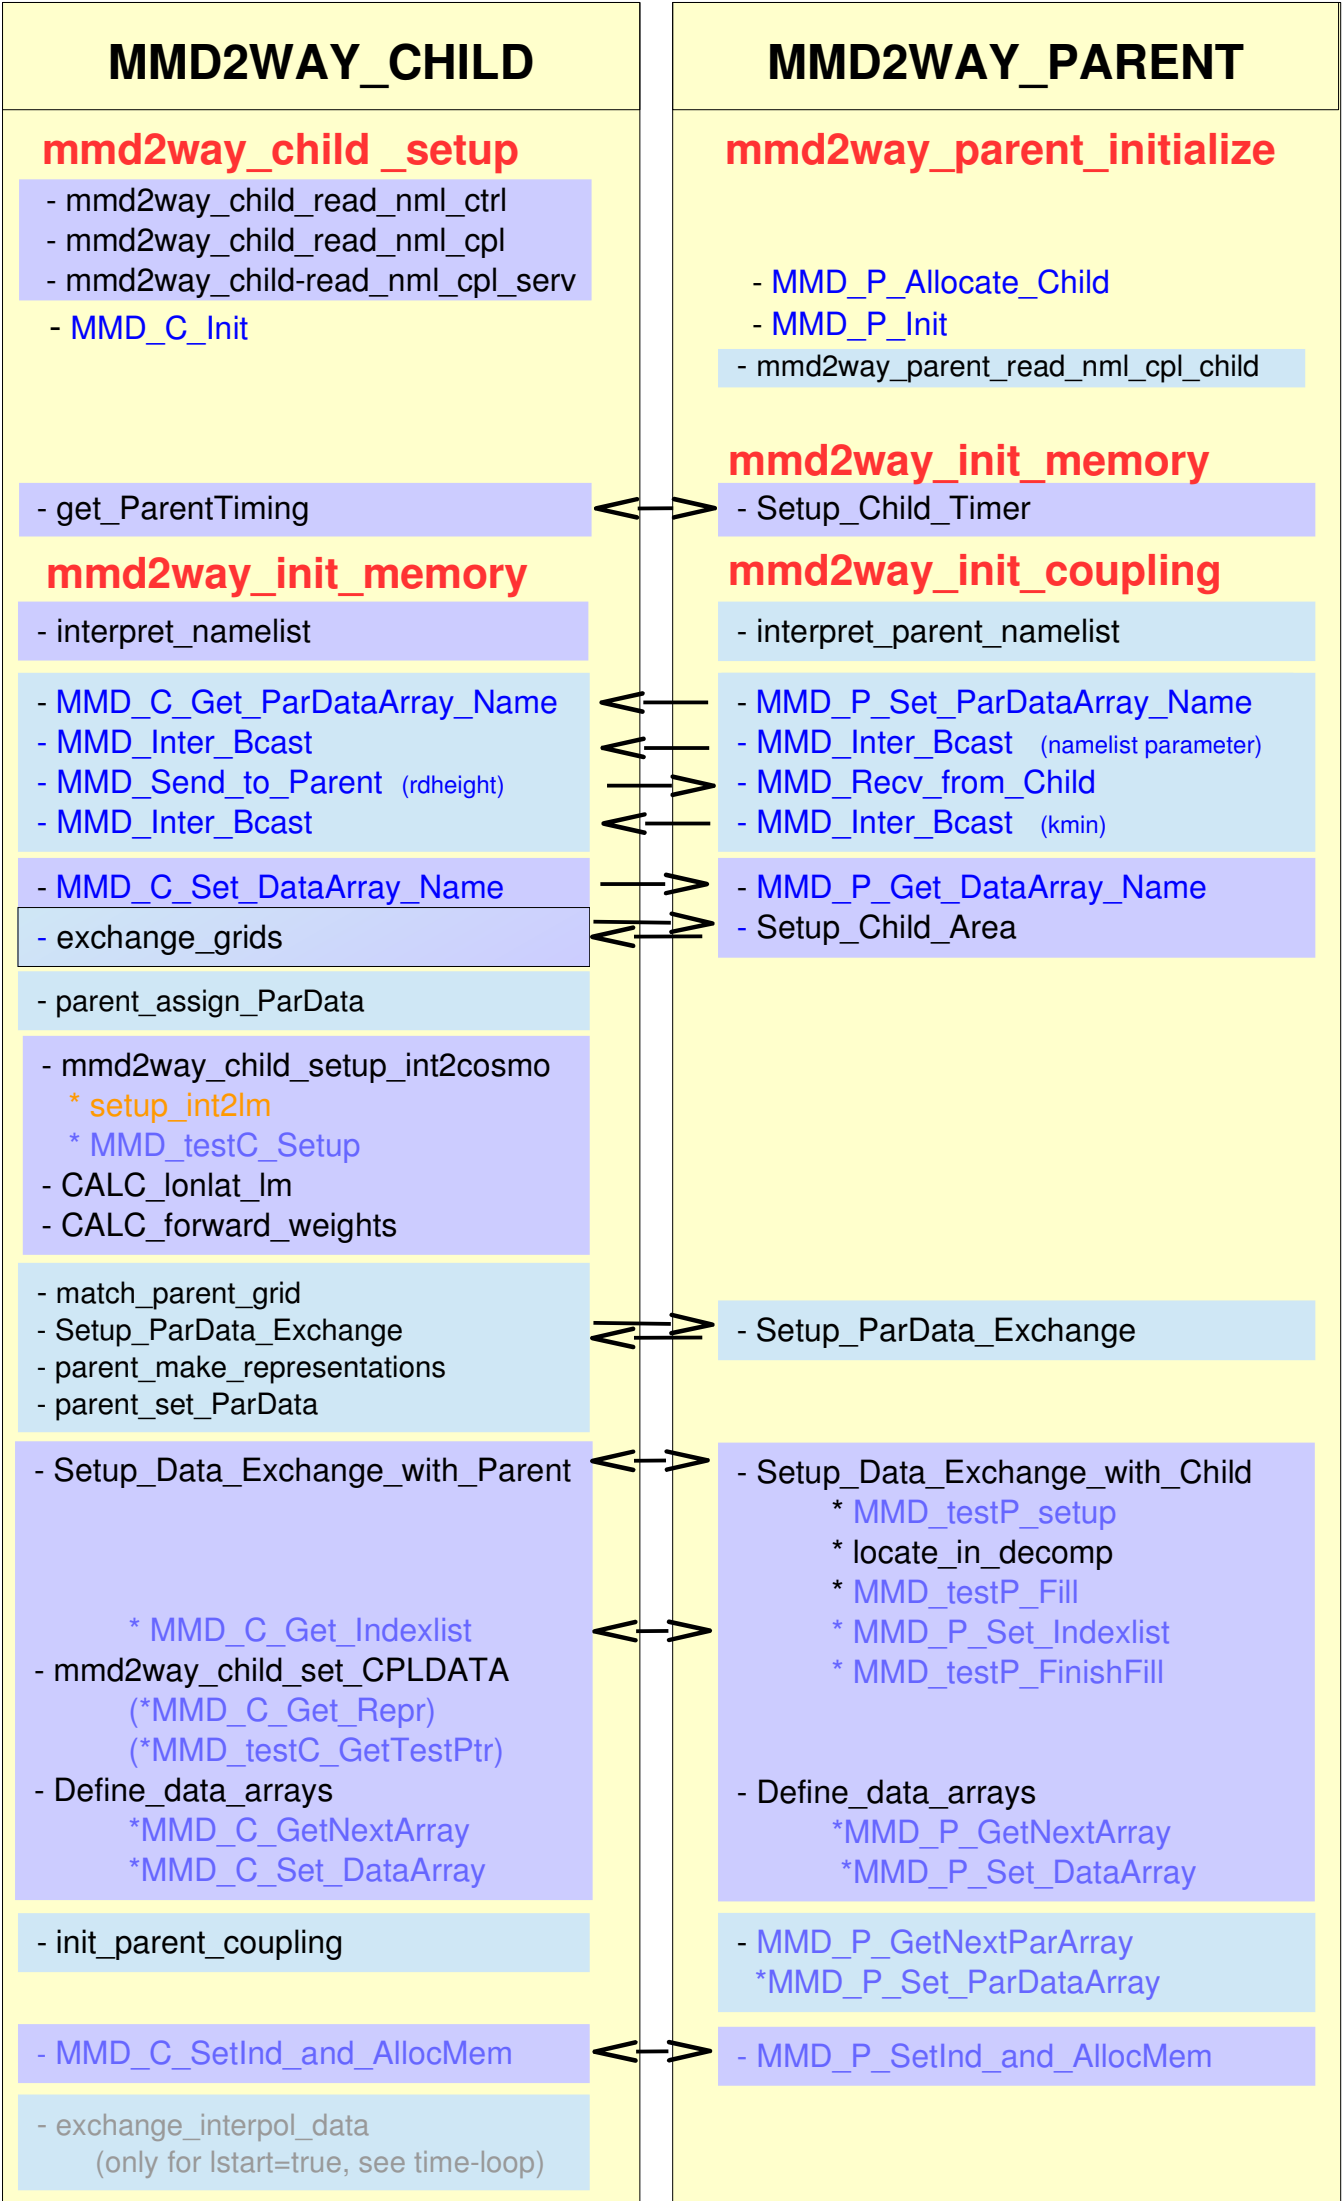 MMD2WAY_CHILD
mmd2way_child _setup
- mmd2way_child_read_nml_ctrl
- mmd2way_child_read_nml_cpl
- mmd2way_child-read_nml_cpl_serv
- MMD_C_Init
- get_ParentTiming
mmd2way_init_memory
- interpret_namelist
- MMD_C_Get_ParDataArray_Name
- MMD_Inter_Bcast
- MMD_Send_to_Parent (rdheight)
- MMD_Inter_Bcast
- MMD_C_Set_DataArray_Name
- exchange_grids
- parent_assign_ParData
- mmd2way_child_setup_int2cosmo
* setup_int2lm
* MMD_testC_Setup
- CALC_lonlat_lm
- CALC_forward_weights
- match_parent_grid
- Setup_ParData_Exchange
- parent_make_representations
- parent_set_ParData
- Setup_Data_Exchange_with_Parent
* MMD_C_Get_Indexlist
- mmd2way_child_set_CPLDATA
(*MMD_C_Get_Repr)
(*MMD_testC_GetTestPtr)
- Define_data_arrays
*MMD_C_GetNextArray
*MMD_C_Set_DataArray
- init_parent_coupling
- MMD_C_SetInd_and_AllocMem
- exchange_interpol_data
(only for lstart=true, see time-loop)
MMD2WAY_PARENT
mmd2way_parent_initialize
- MMD_P_Allocate_Child
- MMD_P_Init
- mmd2way_parent_read_nml_cpl_child
mmd2way_init_memory
- Setup_Child_Timer
mmd2way_init_coupling
- interpret_parent_namelist
- MMD_P_Set_ParDataArray_Name
- MMD_Inter_Bcast (namelist parameter)
- MMD_Recv_from_Child
- MMD_Inter_Bcast (kmin)
- MMD_P_Get_DataArray_Name
- Setup_Child_Area
- Setup_ParData_Exchange
- Setup_Data_Exchange_with_Child
* MMD_testP_setup
* locate_in_decomp
* MMD_testP_Fill
* MMD_P_Set_Indexlist
* MMD_testP_FinishFill
- Define_data_arrays
*MMD_P_GetNextArray
*MMD_P_Set_DataArray
- MMD_P_GetNextParArray
*MMD_P_Set_ParDataArray
- MMD_P_SetInd_and_AllocMem